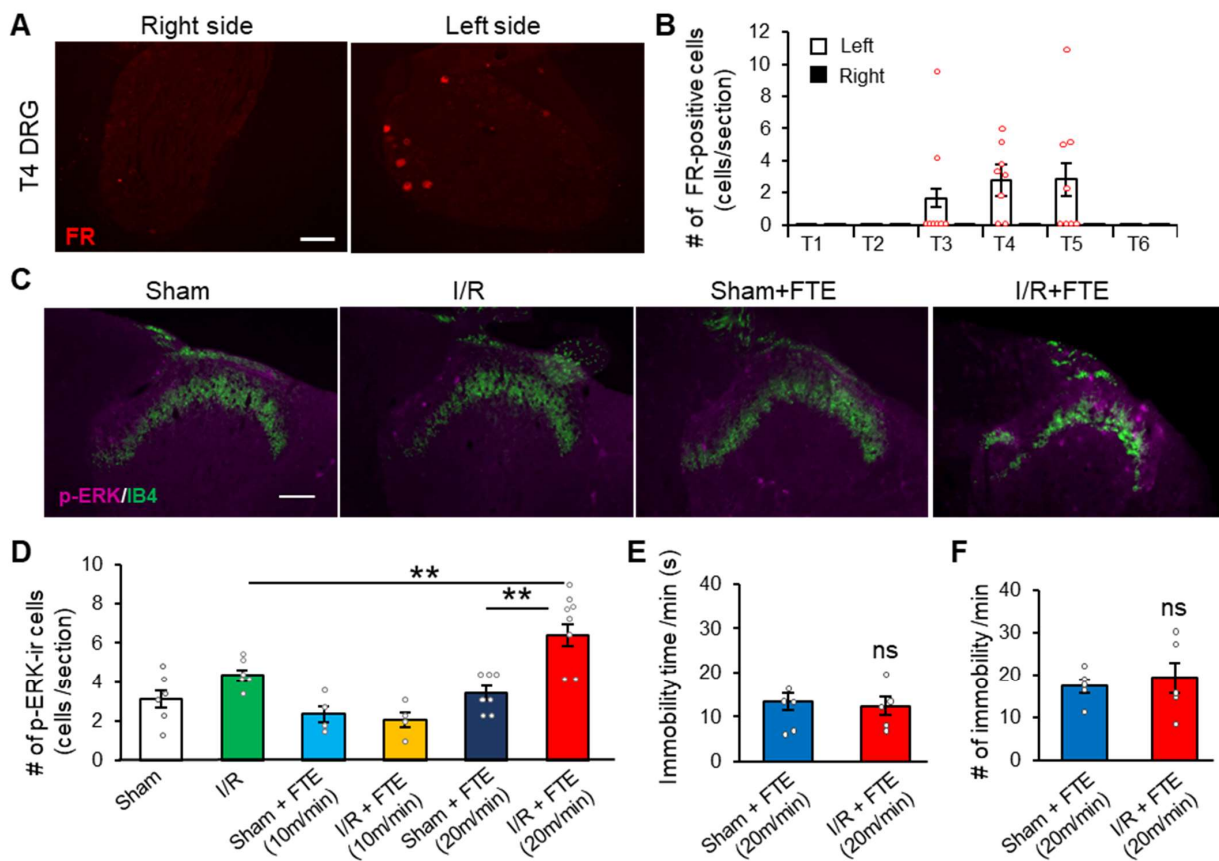 A
Right side
Left side
T4 DRG
FR
B
# of FR-positive cells
(cells/section)
12
10
8
6
4
2
0
Left
Right
T1 T2 T3 T4 T5 T6
C
Sham
I/R
Sham+FTE
I/R+FTE
p-ERK/IB4
D
# of p-ERK-ir cells
(cells /section)
10
8
6
4
2
0
**
**
Sham
I/R
Sham + FTE
(10m/min)
I/R + FTE
(10m/min)
Sham + FTE
(20m/min)
I/R + FTE
(20m/min)
E
Immobility time /min (s)
40
30
20
10
0
ns
Sham + FTE
(20m/min)
I/R + FTE
(20m/min)
F
# of immobility /min
40
30
20
10
0
ns
Sham + FTE
(20m/min)
I/R + FTE
(20m/min)